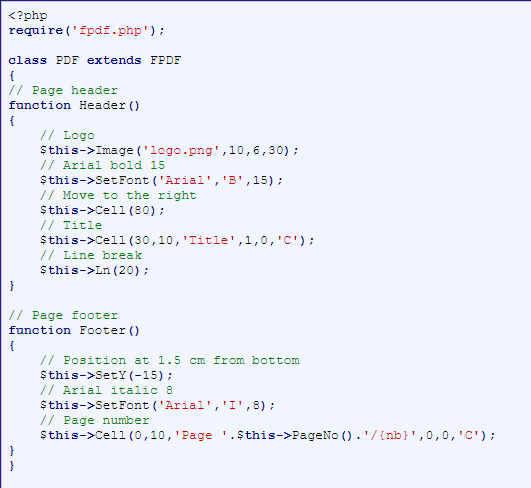 <?php
require('fpdf.php');

class PDF extends FPDF
{
// Page header
function Header()
{
    // Logo
    $this->Image('logo.png',10,6,30);
    // Arial bold 15
    $this->SetFont('Arial','B',15);
    // Move to the right
    $this->Cell(80);
    // Title
    $this->Cell(30,10,'Title',1,0,'C');
    // Line break
    $this->Ln(20);
}

// Page footer
function Footer()
{
    // Position at 1.5 cm from bottom
    $this->SetY(-15);
    // Arial italic 8
    $this->SetFont('Arial','I',8);
    // Page number
    $this->Cell(0,10,'Page '.$this->PageNo().'/{nb}',0,0,'C');
}
}